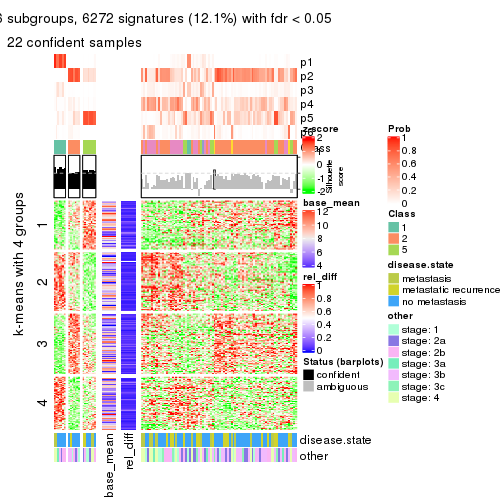 6 subgroups, 6272 signatures (12.1%) with fdr < 0.05
22 confident samples
p1
p2
p3
p4
p5
p6
Class
Silhouette
score
k-means with 4 groups
1
2
3
4
z-score
2
1
0
-1
-2
base_mean
12
10
8
6
4
rel_diff
1
0.8
0.6
0.4
0.2
0
Status (barplots)
confident
ambiguous
Prob
1
0.8
0.6
0.4
0.2
0
Class
1
2
5
disease.state
metastasis
metastatic recurrence
no metastasis
other
stage: 1
stage: 2a
stage: 2b
stage: 3a
stage: 3b
stage: 3c
stage: 4
disease.state
other
base_mean
rel_diff